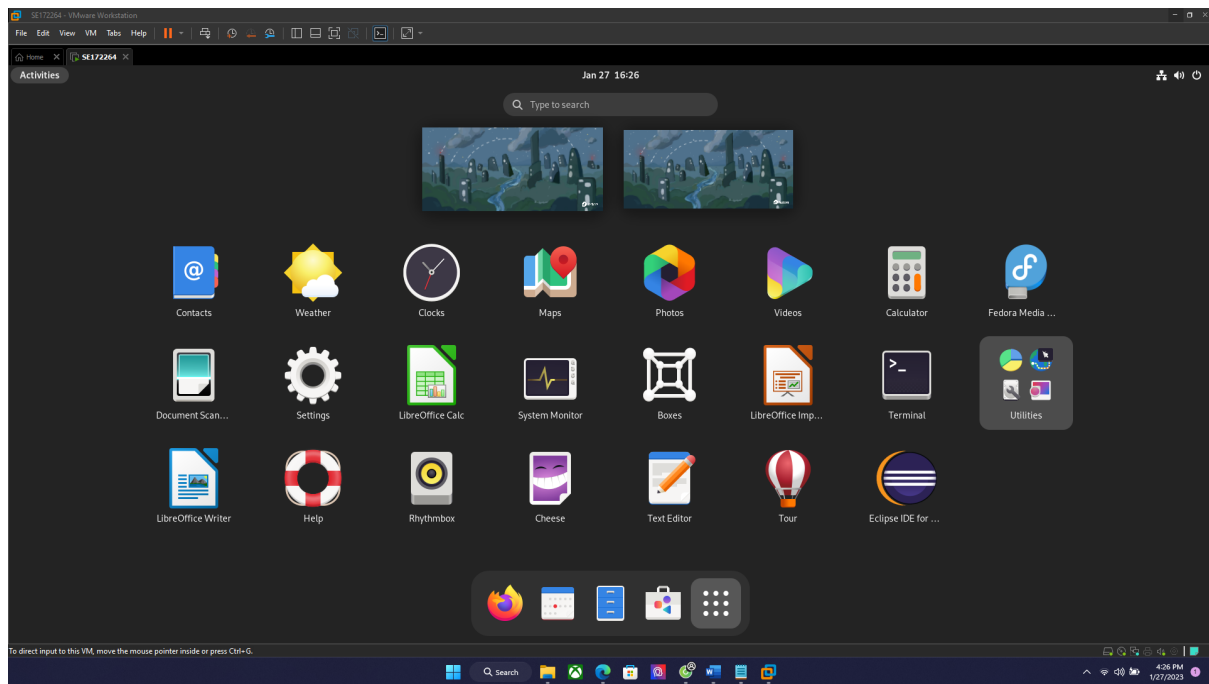 SE172264 - VMware Workstation
File Edit View VM Tabs Help
Home SE172264
Activities Jan 27 16:26
Type to search
Contacts Weather Clocks Maps Photos Videos Calculator Fedora Media ...
Document Scan... Settings LibreOffice Calc System Monitor Boxes LibreOffice Imp... Terminal Utilities
LibreOffice Writer Help Rhythmbox Cheese Text Editor Tour Eclipse IDE for ...
To direct input to this VM, move the mouse pointer inside or press Ctrl+G.
Search 4:26 PM
1/27/2023 1